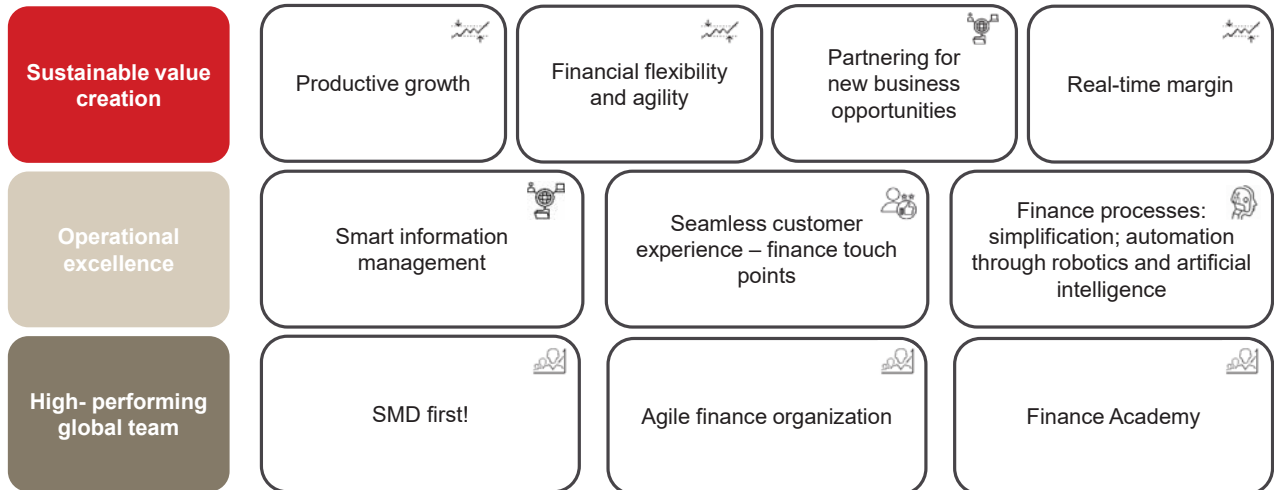 Sustainable value
creation
Productive growth
Financial flexibility
and agility
Partnering for
new business
opportunities
Real-time margin
Operational
excellence
Smart information
management
Seamless customer
experience – finance touch
points
Finance processes:
simplification; automation
through robotics and artificial
intelligence
High- performing
global team
SMD first!
Agile finance organization
Finance Academy